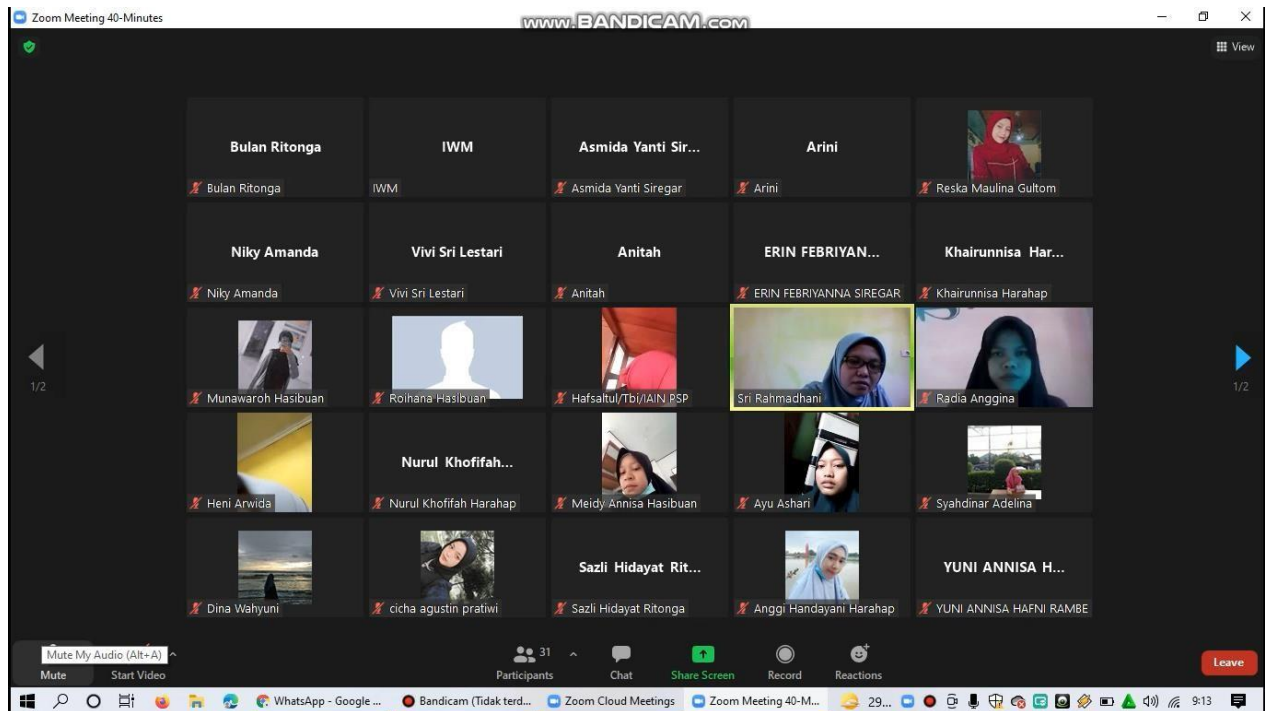 Zoom Meeting 40-Minutes
www.BANDICAM.com
View
Bulan Ritonga
IWM
Asmida Yanti Sir...
Arini
Bulan Ritonga
IWM
Asmida Yanti Siregar
Arini
Reska Maulina Gultom
Niky Amanda
Vivi Sri Lestari
Anitah
ERIN FEBRIYAN...
Khairunnisa Har...
Niky Amanda
Vivi Sri Lestari
Anitah
ERIN FEBRIYANNA SIREGAR
Khairunnisa Harahap
1/2
1/2
Munawaroh Hasibuan
Roihana Hasibuan
Hafsaltul/Tbi/IAIN PSP
Sri Rahmadhani
Radia Anggina
Nurul Khofifah...
Heni Arwida
Nurul Khofifah Harahap
Meidy Annisa Hasibuan
Ayu Ashari
Syahdinar Adelina
Sazli Hidayat Rit...
YUNI ANNISA H...
Dina Wahyuni
cicha agustin pratiwi
Sazli Hidayat Ritonga
Anggi Handayani Harahap
YUNI ANNISA HAFNI RAMBE
Mute My Audio (Alt+A)
31
Mute
Start Video
Participants
Chat
Share Screen
Record
Reactions
Leave
WhatsApp - Google ...
Bandicam (Tidak terd...
Zoom Cloud Meetings
Zoom Meeting 40-M...
29...
9:13